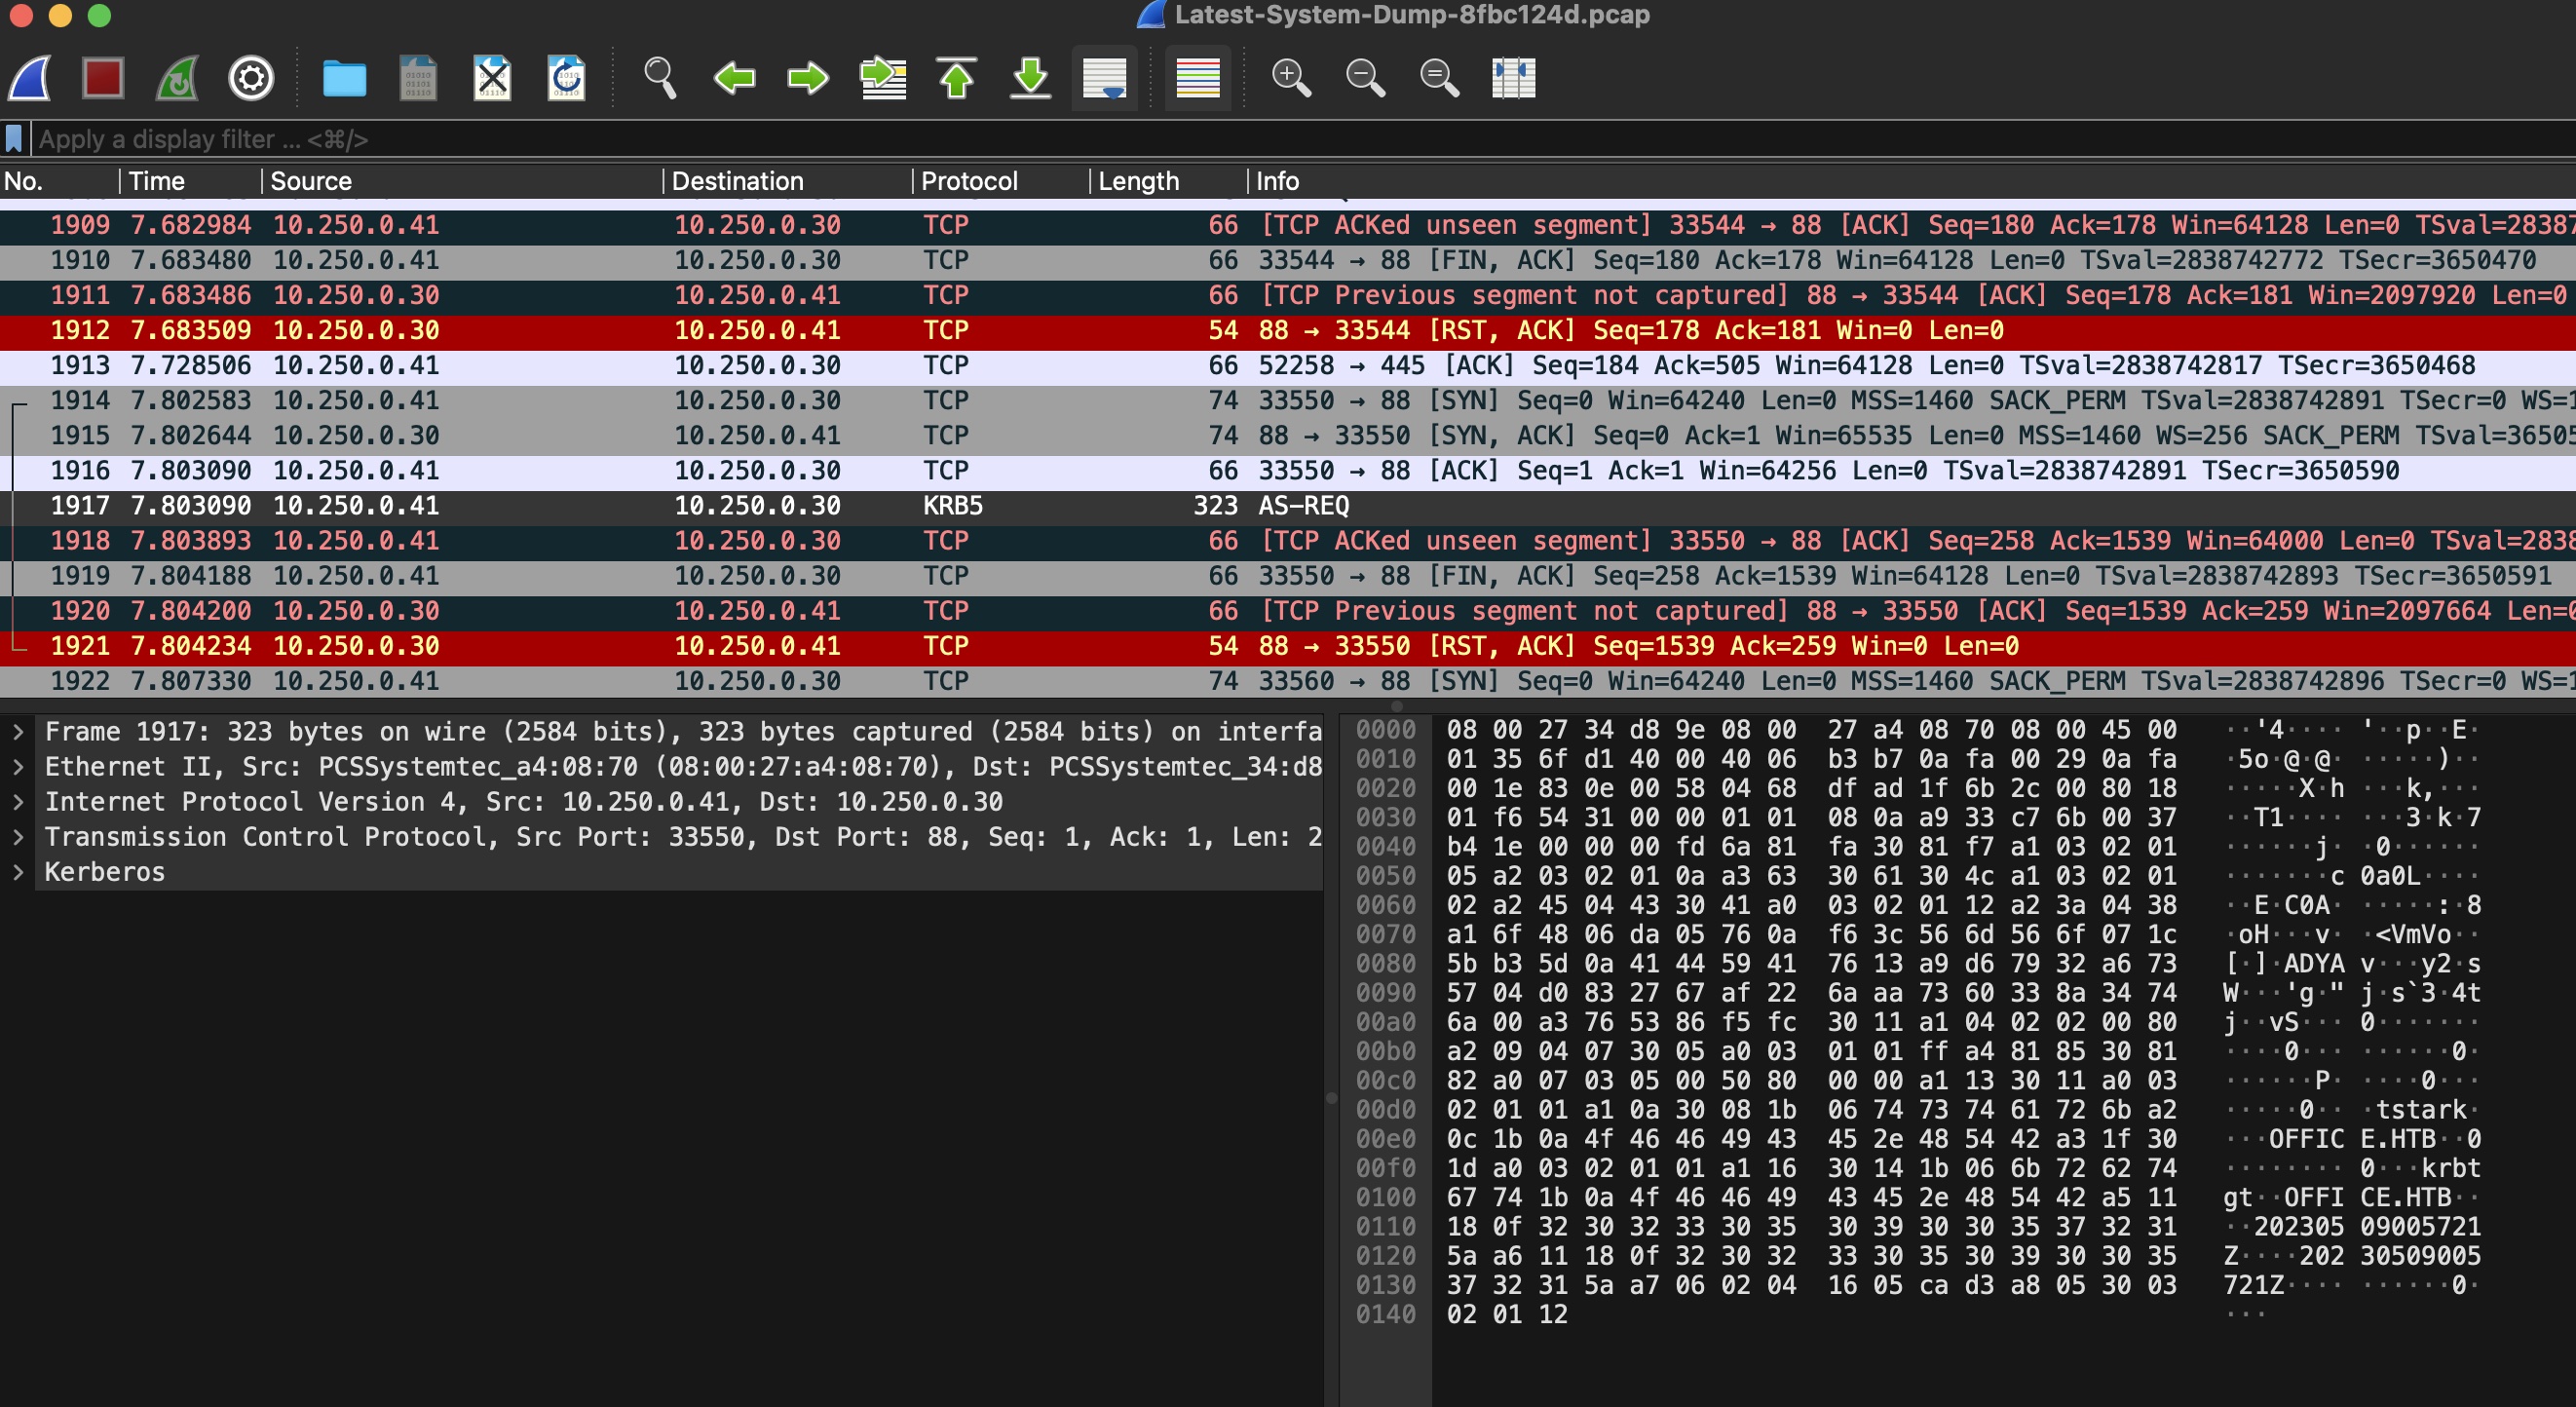 Latest-System-Dump-8fbc124d.pcap
Apply a display filter ... <⌘/>
No. Time Source Destination Protocol Length Info
1909 7.682984 10.250.0.41 10.250.0.30 TCP 66 [TCP ACKed unseen segment] 33544 → 88 [ACK] Seq=180 Ack=178 Win=64128 Len=0 TSval=28387
1910 7.683480 10.250.0.41 10.250.0.30 TCP 66 33544 → 88 [FIN, ACK] Seq=180 Ack=178 Win=64128 Len=0 TSval=2838742772 TSecr=3650470
1911 7.683486 10.250.0.30 10.250.0.41 TCP 66 [TCP Previous segment not captured] 88 → 33544 [ACK] Seq=178 Ack=181 Win=2097920 Len=0
1912 7.683509 10.250.0.30 10.250.0.41 TCP 54 88 → 33544 [RST, ACK] Seq=178 Ack=181 Win=0 Len=0
1913 7.728506 10.250.0.41 10.250.0.30 TCP 66 52258 → 445 [ACK] Seq=184 Ack=505 Win=64128 Len=0 TSval=2838742817 TSecr=3650468
1914 7.802583 10.250.0.41 10.250.0.30 TCP 74 33550 → 88 [SYN] Seq=0 Win=64240 Len=0 MSS=1460 SACK_PERM TSval=2838742891 TSecr=0 WS=1
1915 7.802644 10.250.0.30 10.250.0.41 TCP 74 88 → 33550 [SYN, ACK] Seq=0 Ack=1 Win=65535 Len=0 MSS=1460 WS=256 SACK_PERM TSval=36505
1916 7.803090 10.250.0.41 10.250.0.30 TCP 66 33550 → 88 [ACK] Seq=1 Ack=1 Win=64256 Len=0 TSval=2838742891 TSecr=3650590
1917 7.803090 10.250.0.41 10.250.0.30 KRB5 323 AS-REQ
1918 7.803893 10.250.0.41 10.250.0.30 TCP 66 [TCP ACKed unseen segment] 33550 → 88 [ACK] Seq=258 Ack=1539 Win=64000 Len=0 TSval=2838
1919 7.804188 10.250.0.41 10.250.0.30 TCP 66 33550 → 88 [FIN, ACK] Seq=258 Ack=1539 Win=64128 Len=0 TSval=2838742893 TSecr=3650591
1920 7.804200 10.250.0.30 10.250.0.41 TCP 66 [TCP Previous segment not captured] 88 → 33550 [ACK] Seq=1539 Ack=259 Win=2097664 Len=0
1921 7.804234 10.250.0.30 10.250.0.41 TCP 54 88 → 33550 [RST, ACK] Seq=1539 Ack=259 Win=0 Len=0
1922 7.807330 10.250.0.41 10.250.0.30 TCP 74 33560 → 88 [SYN] Seq=0 Win=64240 Len=0 MSS=1460 SACK_PERM TSval=2838742896 TSecr=0 WS=1
Frame 1917: 323 bytes on wire (2584 bits), 323 bytes captured (2584 bits) on interfa
Ethernet II, Src: PCSSystemtec_a4:08:70 (08:00:27:a4:08:70), Dst: PCSSystemtec_34:d8
Internet Protocol Version 4, Src: 10.250.0.41, Dst: 10.250.0.30
Transmission Control Protocol, Src Port: 33550, Dst Port: 88, Seq: 1, Ack: 1, Len: 2
Kerberos
0000 08 00 27 34 d8 9e 08 00 27 a4 08 70 08 00 45 00 ··'4···· '··p··E·
0010 01 35 6f d1 40 00 40 06 b3 b7 0a fa 00 29 0a fa ·5o·@·@· ·····)··
0020 00 1e 83 0e 00 58 04 68 df ad 1f 6b 2c 00 80 18 ·····X·h ···k,···
0030 01 f6 54 31 00 00 01 01 08 0a a9 33 c7 6b 00 37 ··T1···· ···3·k·7
0040 b4 1e 00 00 00 fd 6a 81 fa 30 81 f7 a1 03 02 01 ······j· ·0······
0050 05 a2 03 02 01 0a a3 63 30 61 30 4c a1 03 02 01 ·······c 0a0L····
0060 02 a2 45 04 43 30 41 a0 03 02 01 12 a2 3a 04 38 ··E·C0A· ·····:·8
0070 a1 6f 48 06 da 05 76 0a f6 3c 56 6d 56 6f 07 1c ·oH···v· ·<VmVo··
0080 5b b3 5d 0a 41 44 59 41 76 13 a9 d6 79 32 a6 73 [·]·ADYA v···y2·s
0090 57 04 d0 83 27 67 af 22 6a aa 73 60 33 8a 34 74 W···'g·" j·s`3·4t
00a0 6a 00 a3 76 53 86 f5 fc 30 11 a1 04 02 02 00 80 j··vS··· 0·······
00b0 a2 09 04 07 30 05 a0 03 01 01 ff a4 81 85 30 81 ····0··· ······0·
00c0 82 a0 07 03 05 00 50 80 00 00 a1 13 30 11 a0 03 ······P· ····0···
00d0 02 01 01 a1 0a 30 08 1b 06 74 73 74 61 72 6b a2 ·····0·· ·tstark·
00e0 0c 1b 0a 4f 46 46 49 43 45 2e 48 54 42 a3 1f 30 ···OFFIC E.HTB··0
00f0 1d a0 03 02 01 01 a1 16 30 14 1b 06 6b 72 62 74 ········ 0···krbt
0100 67 74 1b 0a 4f 46 46 49 43 45 2e 48 54 42 a5 11 gt··OFFI CE.HTB··
0110 18 0f 32 30 32 33 30 35 30 39 30 30 35 37 32 31 ··202305 09005721
0120 5a a6 11 18 0f 32 30 32 33 30 35 30 39 30 30 35 Z····202 30509005
0130 37 32 31 5a a7 06 02 04 16 05 ca d3 a8 05 30 03 721Z···· ······0·
0140 02 01 12 ···